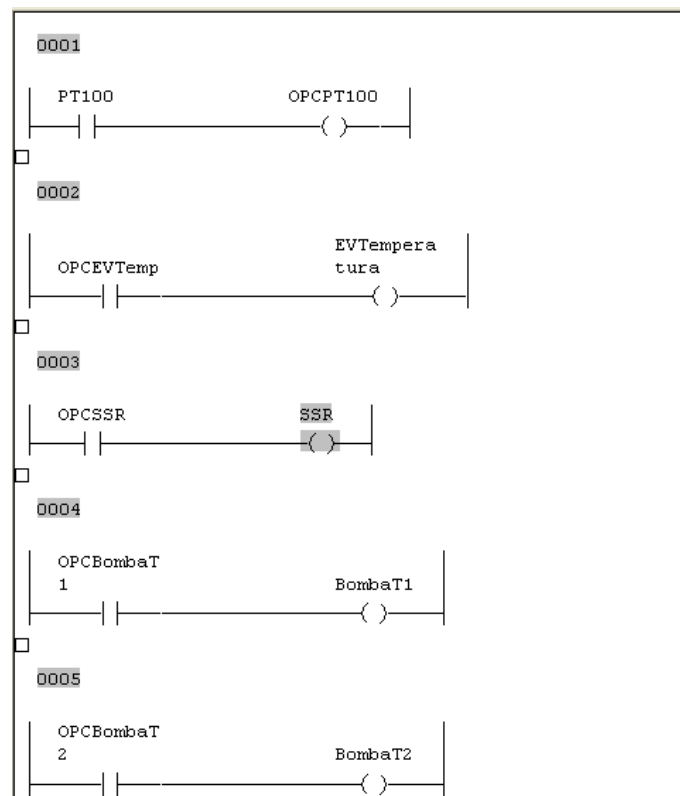 0001
PT100 OPCPT100
0002
EVTempera
OPCEVTemp tura
0003
OPCSSR SSR
0004
OPCBombaT
1 BombaT1
0005
OPCBombaT
2 BombaT2